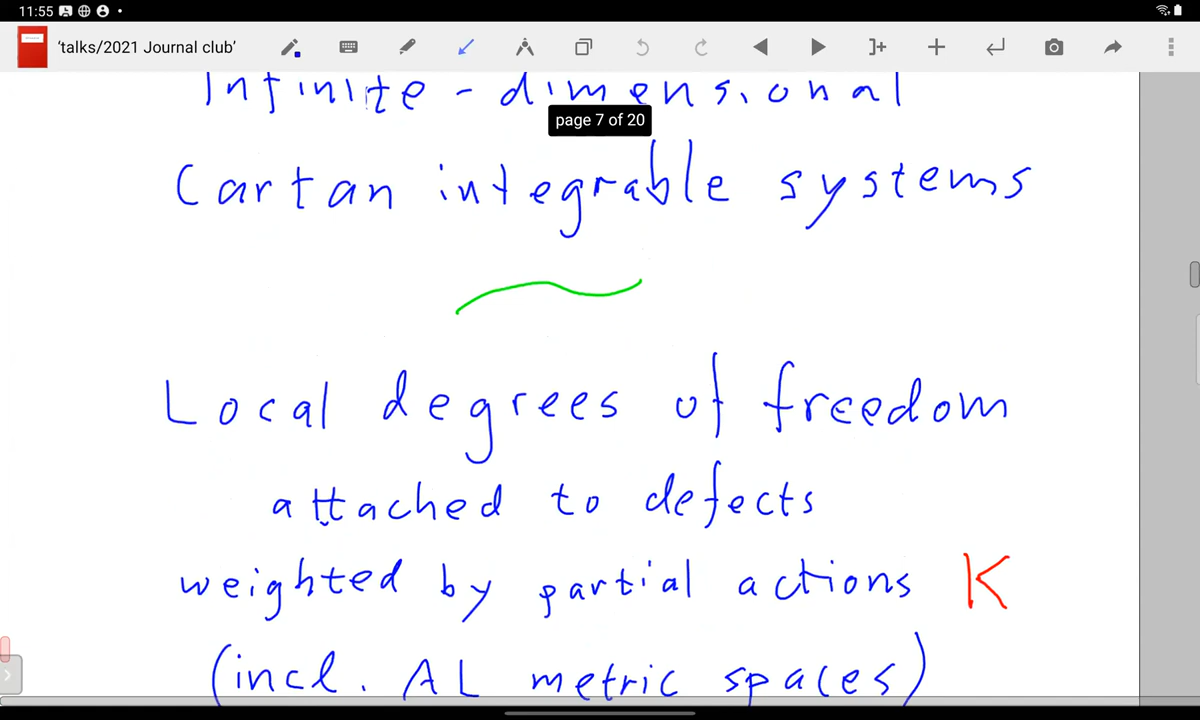 11:55
'talks/2021 Journal club'
Infinite - dimensional
page 7 of 20
Cartan integrable systems
Local degrees of freedom
attached to defects
weighted by partial actions K
(incl. AL metric spaces)